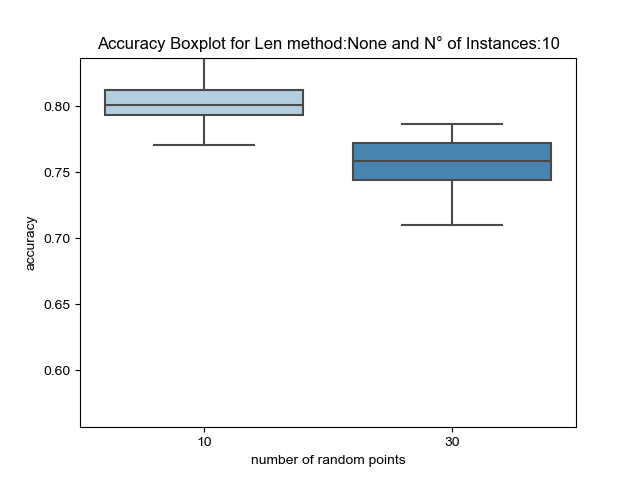 Accuracy Boxplot for Len method:None and N° of Instances:10
0.80
0.75
0.70
0.65
0.60
accuracy
10 30
number of random points